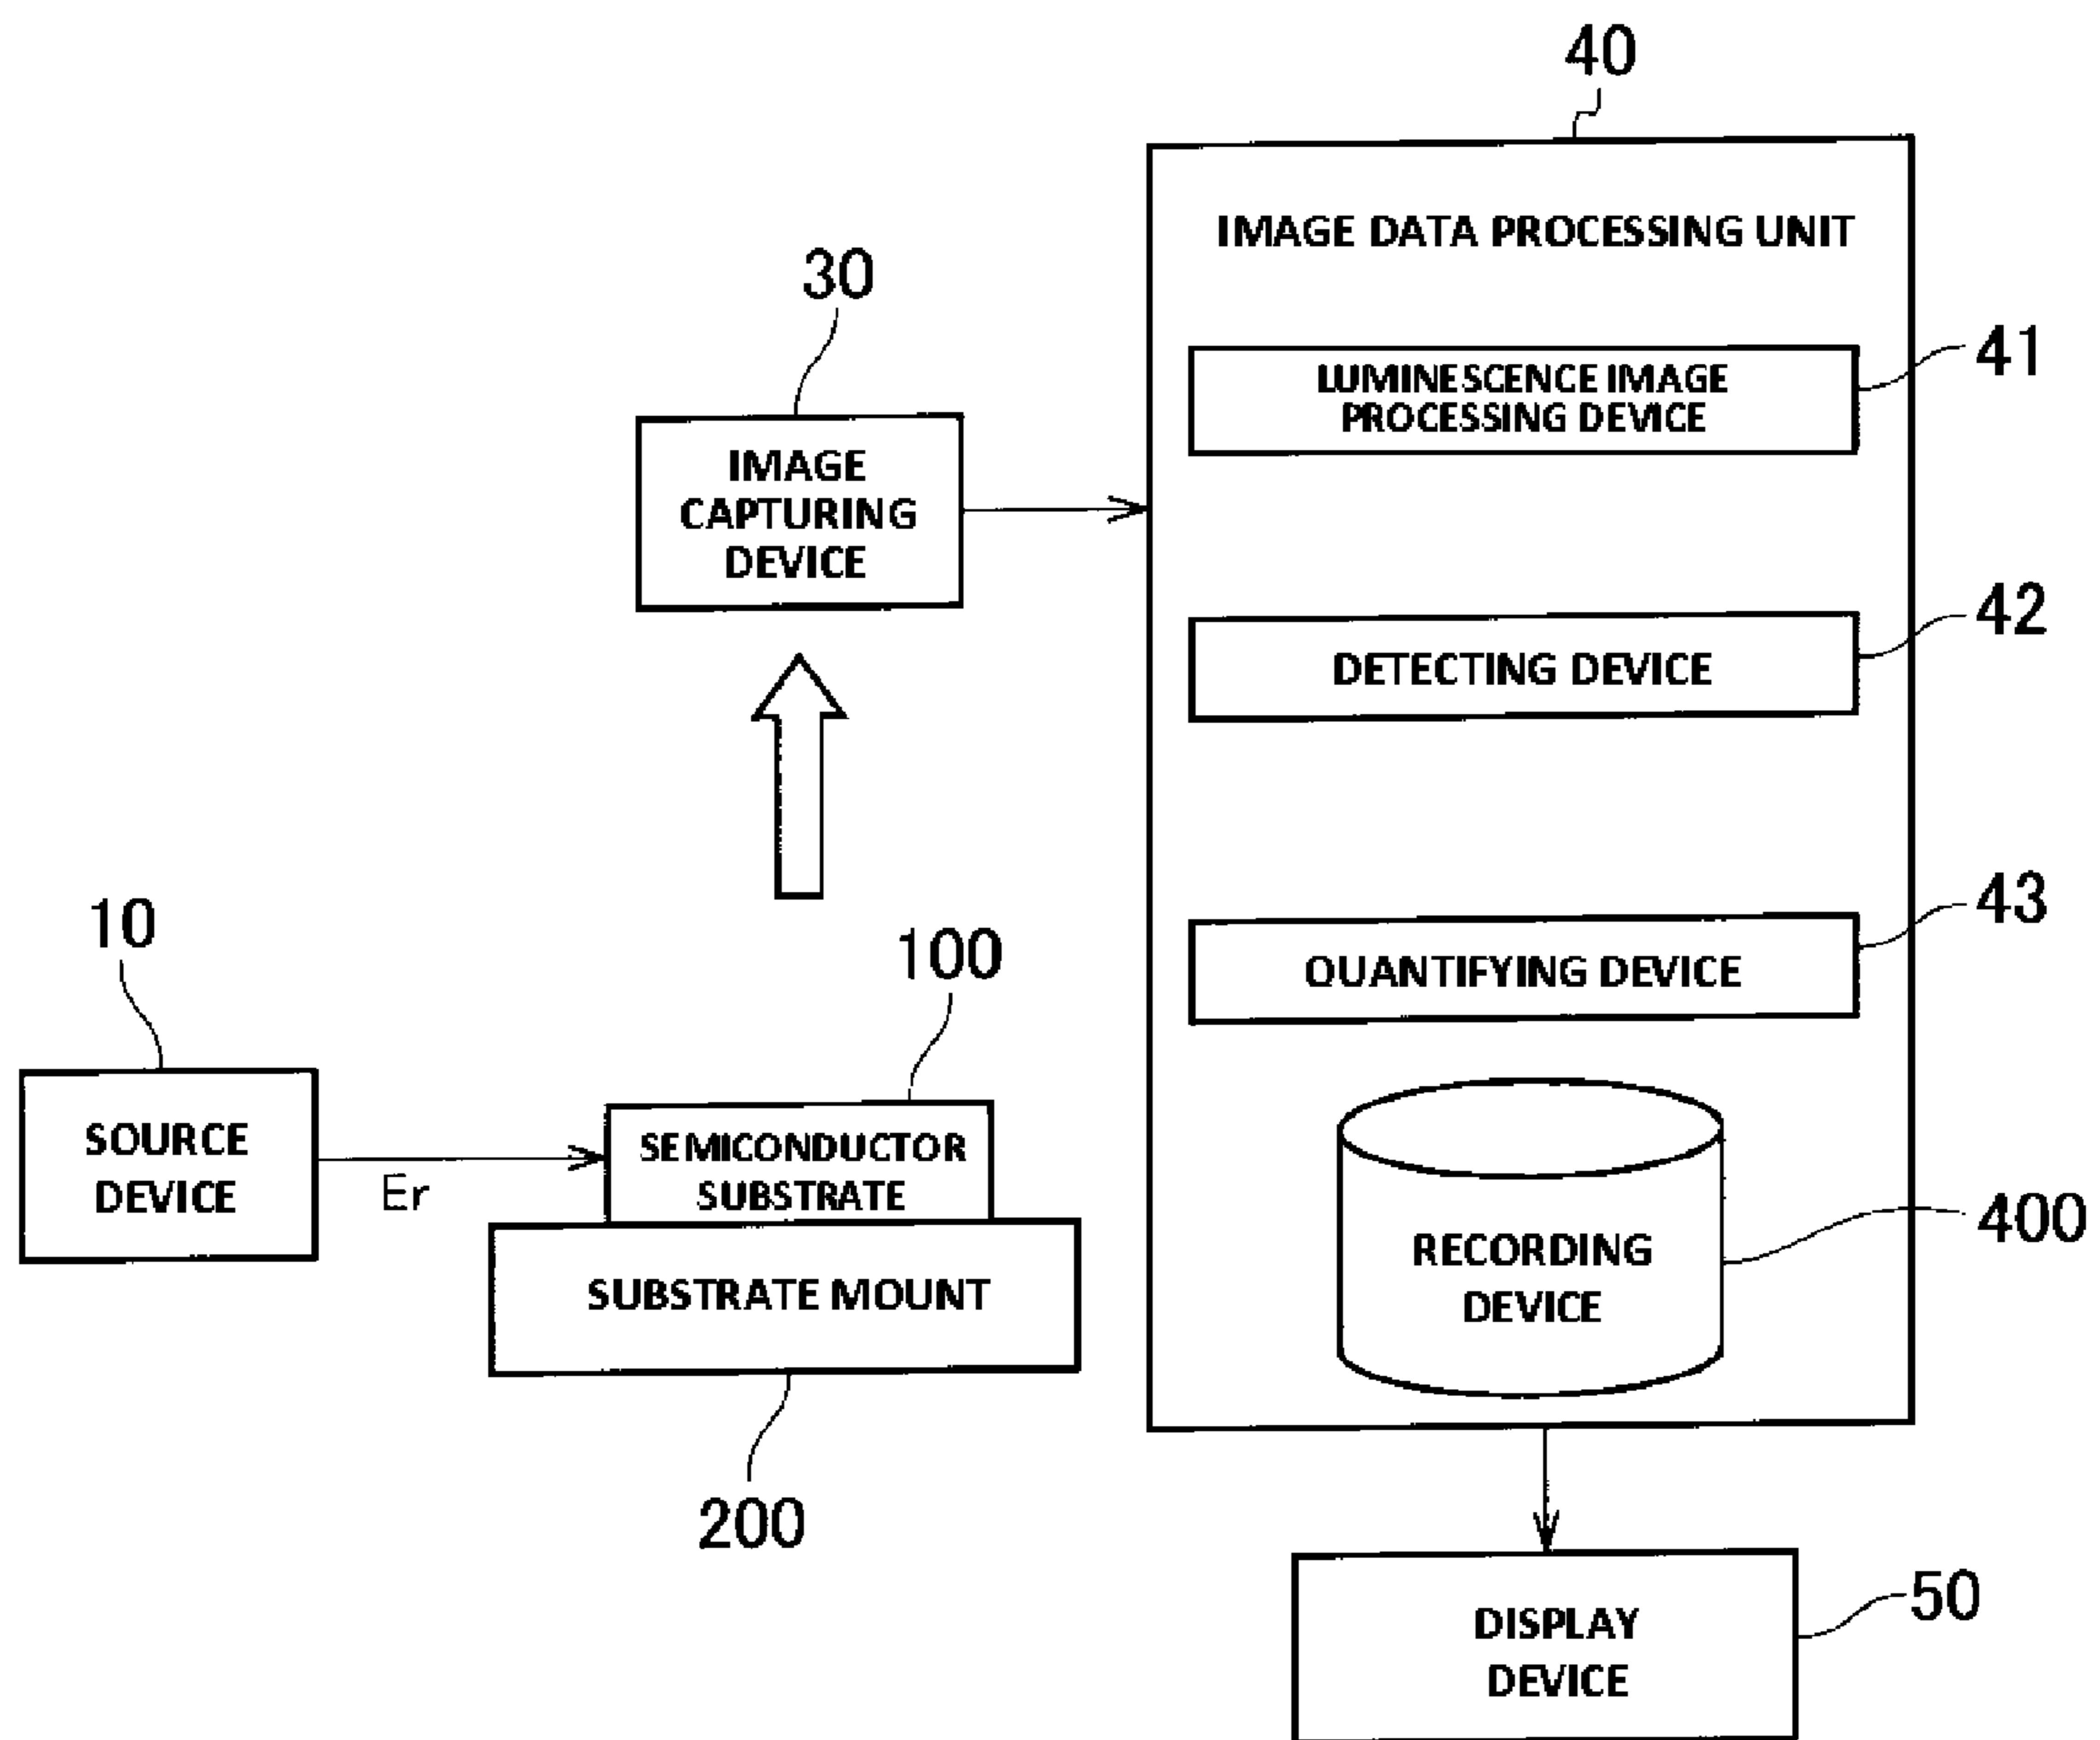 40
IMAGE DATA PROCESSING UNIT
30
41
LUMINESCENCE IMAGE
PROCESSING DEVICE
IMAGE
CAPTURING
DEVICE
42
DETECTING DEVICE
43
QUANTIFYING DEVICE
10
100
SOURCE
DEVICE
Er
SEMICONDUCTOR
SUBSTRATE
SUBSTRATE MOUNT
200
400
RECORDING
DEVICE
50
DISPLAY
DEVICE